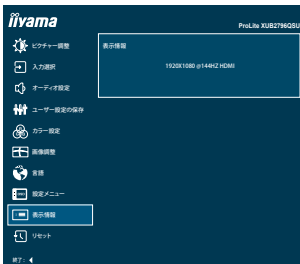 iiyama
ProLite XUB2796QSU
ピクチャー調整
表示情報
1920X1080 @144HZ HDMI
入力選択
オーディオ設定
ユーザー設定の保存
カラー設定
画像調整
言語
設定メニュー
表示情報
リセット
終了: